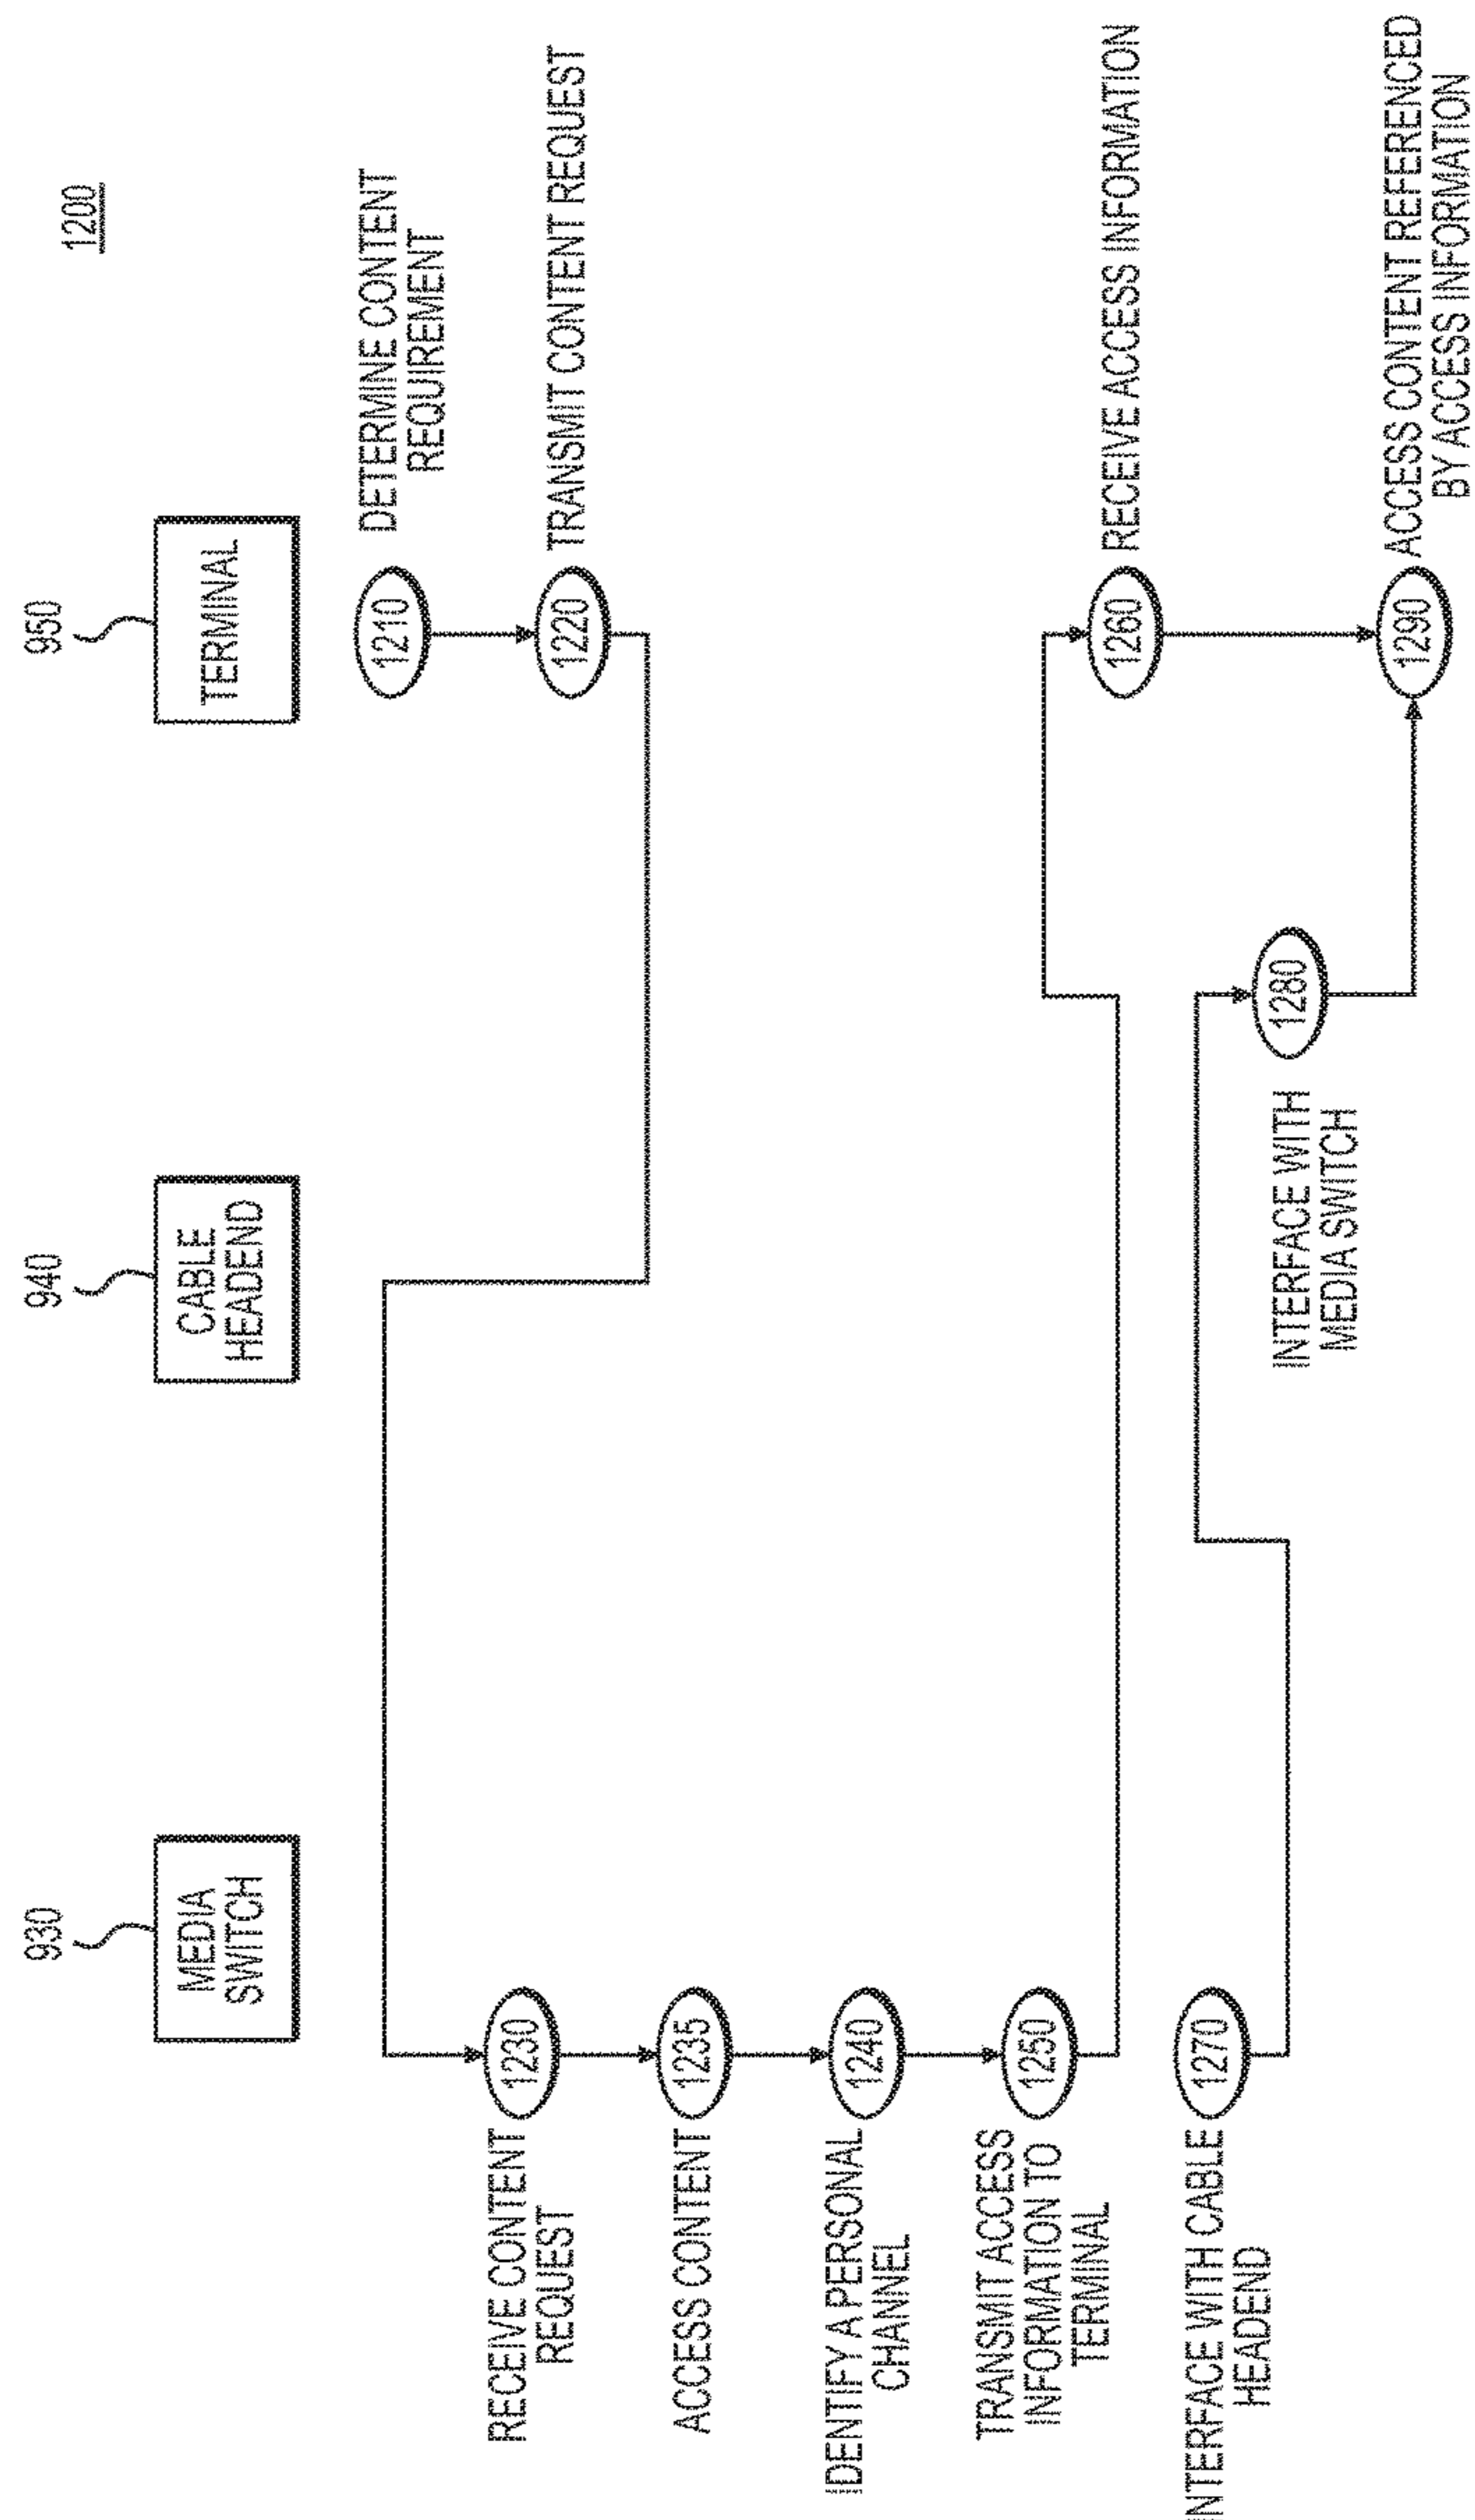 1200
930
940
950
MEDIA
SWITCH
CABLE
HEADEND
TERMINAL
1210
DETERMINE CONTENT
REQUIREMENT
1220
TRANSMIT CONTENT REQUEST
RECEIVE CONTENT
REQUEST
1230
ACCESS CONTENT
1235
IDENTIFY A PERSONAL
CHANNEL
1240
TRANSMIT ACCESS
INFORMATION TO
TERMINAL
1250
1260
RECEIVE ACCESS INFORMATION
INTERFACE WITH CABLE
HEADEND
1270
INTERFACE WITH
MEDIA SWITCH
1280
1290
ACCESS CONTENT REFERENCED
BY ACCESS INFORMATION